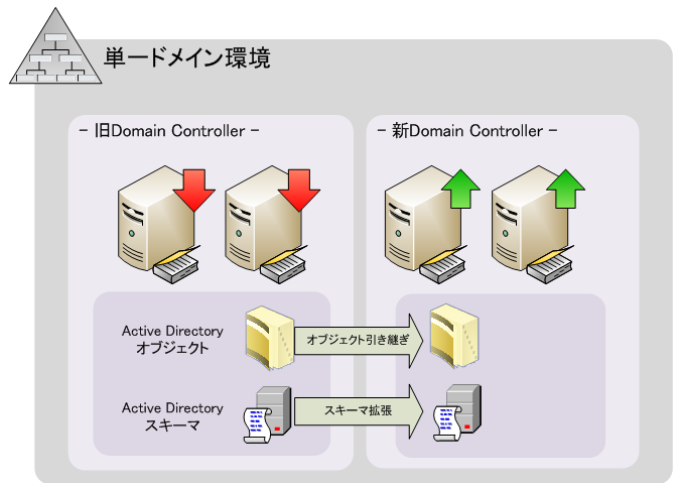 単一ドメイン環境
- 旧Domain Controller -
- 新Domain Controller -
Active Directory
オブジェクト
オブジェクト引き継ぎ
Active Directory
スキーマ
スキーマ拡張